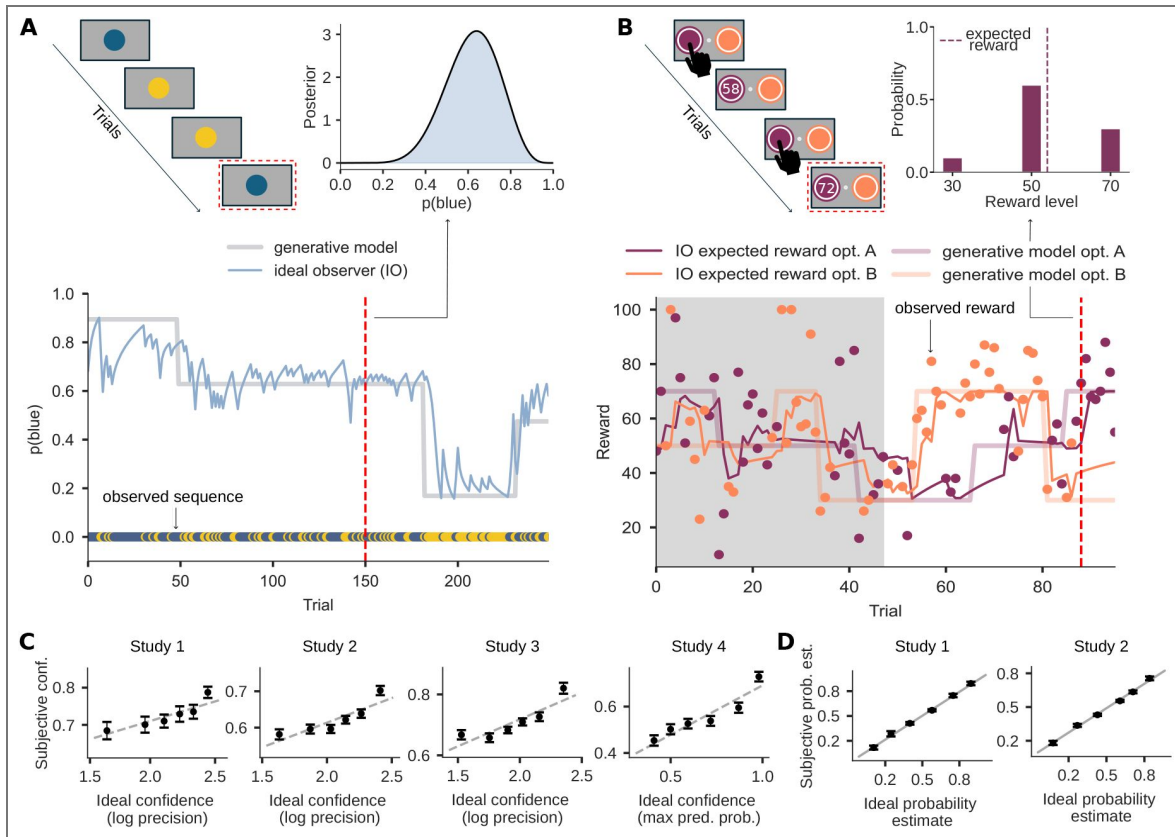 A
Trials
Posterior
3
2
1
0
0.0 0.2 0.4 0.6 0.8 1.0
p(blue)
generative model
ideal observer (IO)
p(blue)
1.0
0.8
0.6
0.4
0.2
0.0
observed sequence
0 50 100 150 200
Trial
B
58
72
Trials
Probability
1.0
0.5
0.0
expected
reward
30 50 70
Reward level
IO expected reward opt. A
IO expected reward opt. B
generative model opt. A
generative model opt. B
Reward
100
80
60
40
20
observed reward
0 20 40 60 80
Trial
C
Subjective conf.
Study 1
0.8
0.7
1.5 2.0 2.5
Ideal confidence
(log precision)
Study 2
0.7
0.6
1.5 2.0 2.5
Ideal confidence
(log precision)
Study 3
0.8
0.6
1.5 2.0 2.5
Ideal confidence
(log precision)
Study 4
0.6
0.4
0.5 1.0
Ideal confidence
(max pred. prob.)
D
Subjective prob. est.
Study 1
0.8
0.5
0.2
0.2 0.5 0.8
Ideal probability
estimate
Study 2
0.8
0.5
0.2
0.2 0.5 0.8
Ideal probability
estimate